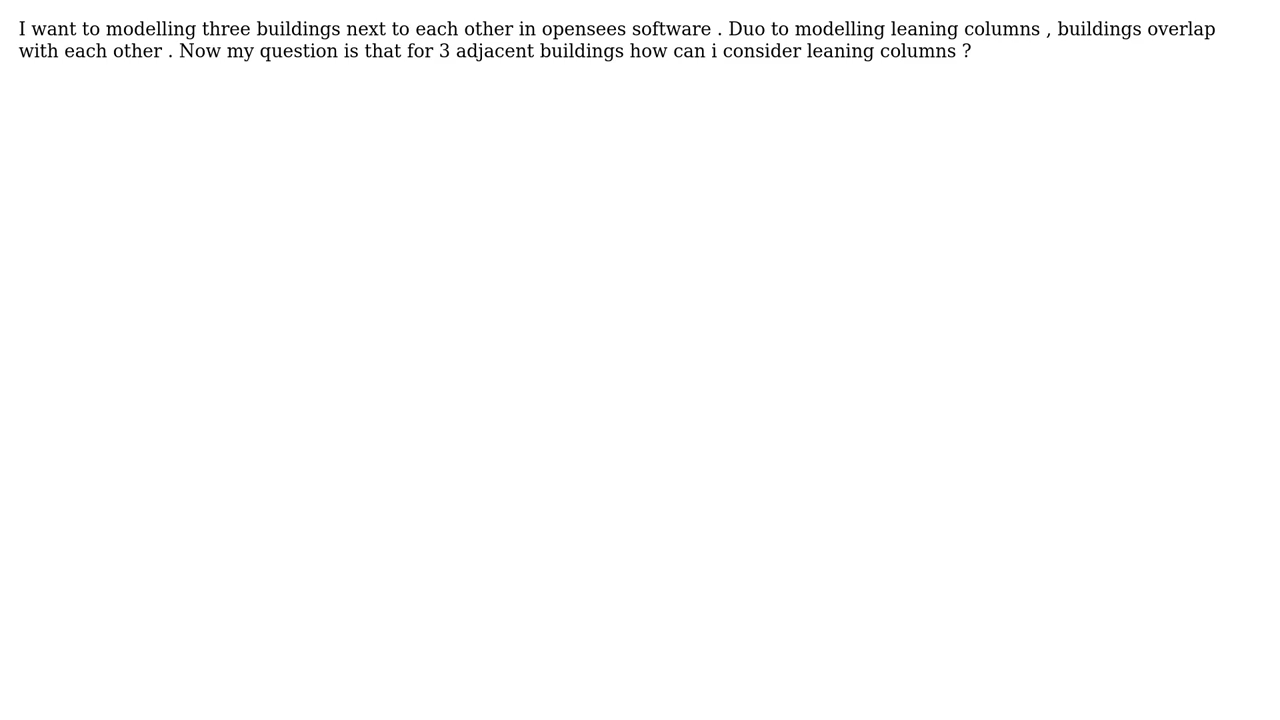 I want to modelling three buildings next to each other in opensees software . Duo to modelling leaning columns , buildings overlap
with each other . Now my question is that for 3 adjacent buildings how can i consider leaning columns ?